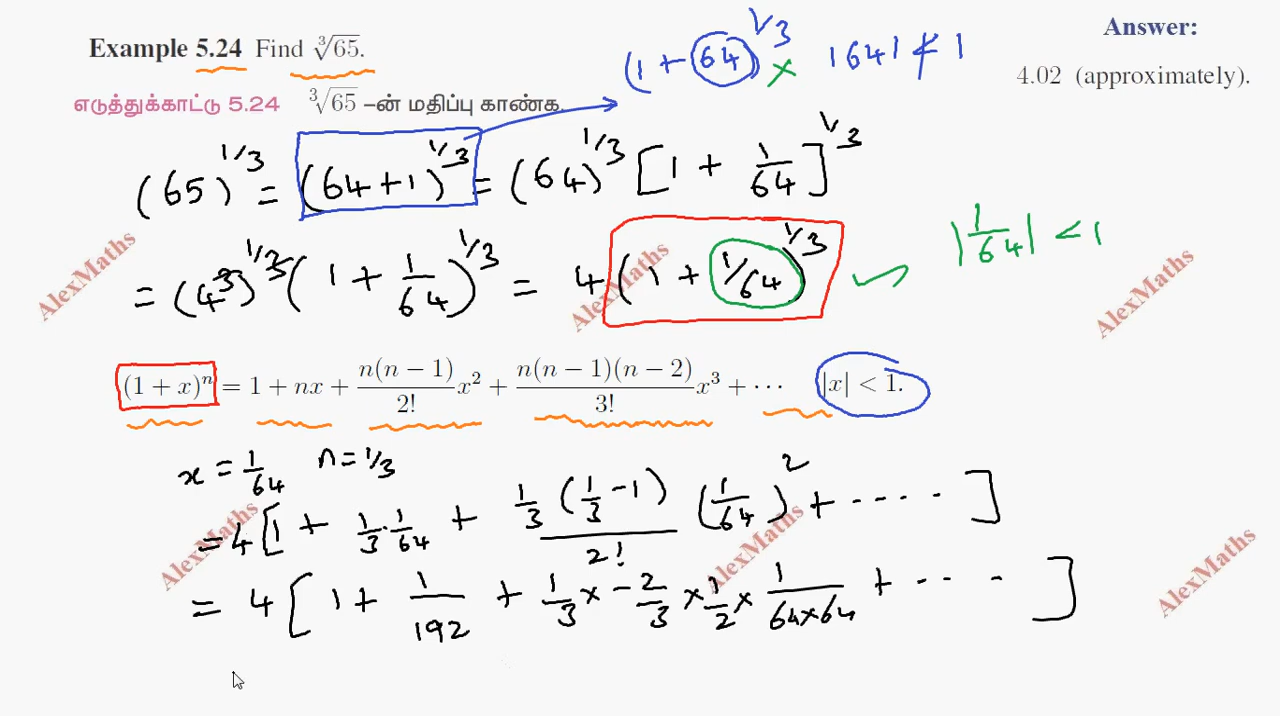 Example 5.24 Find ∛65.
(1 + 64)^1/3 × |64| ≮ 1
Answer:
4.02 (approximately).
எடுத்துக்காட்டு 5.24 ∛65 –ன் மதிப்பு காண்க.
(65)^1/3 = (64+1)^1/3 = (64)^1/3 [1 + 1/64]^1/3
= (4^3)^1/3 (1 + 1/64)^1/3 = 4(1 + 1/64)^1/3 ✓ |1/64| < 1
AlexMaths AlexMaths AlexMaths
(1 + x)^n = 1 + nx + n(n − 1)/2! x^2 + n(n − 1)(n − 2)/3! x^3 + ⋯ |x| < 1.
x = 1/64 n = 1/3
= 4[1 + 1/3 · 1/64 + 1/3 (1/3 − 1)/2! (1/64)^2 + ----- ]
AlexMaths AlexMaths AlexMaths
= 4[1 + 1/192 + 1/3 × −2/3 × 1/2 × 1/64×64 + ---- ]